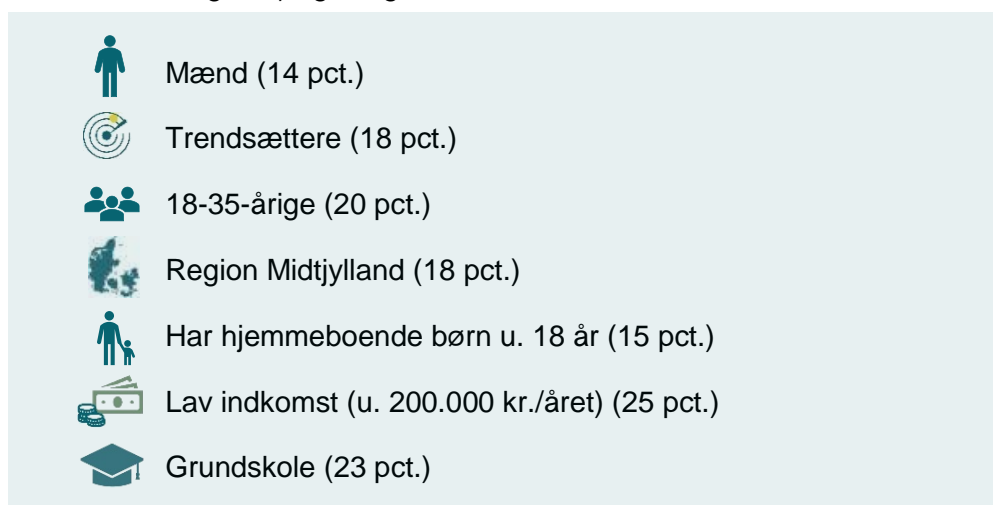 Mænd (14 pct.)
Trendsættere (18 pct.)
18-35-årige (20 pct.)
Region Midtjylland (18 pct.)
Har hjemmeboende børn u. 18 år (15 pct.)
Lav indkomst (u. 200.000 kr./året) (25 pct.)
Grundskole (23 pct.)